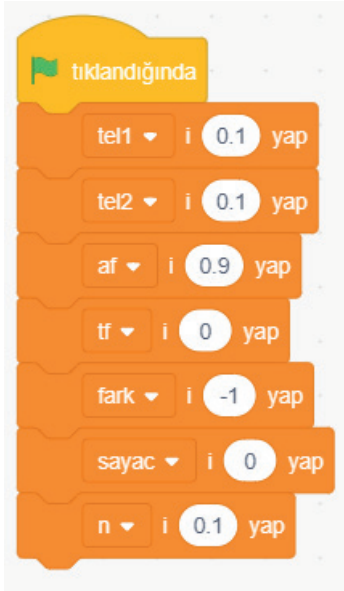 tıklandığında
tel1 i 0.1 yap
tel2 i 0.1 yap
af i 0.9 yap
tf i 0 yap
fark i -1 yap
sayac i 0 yap
n i 0.1 yap